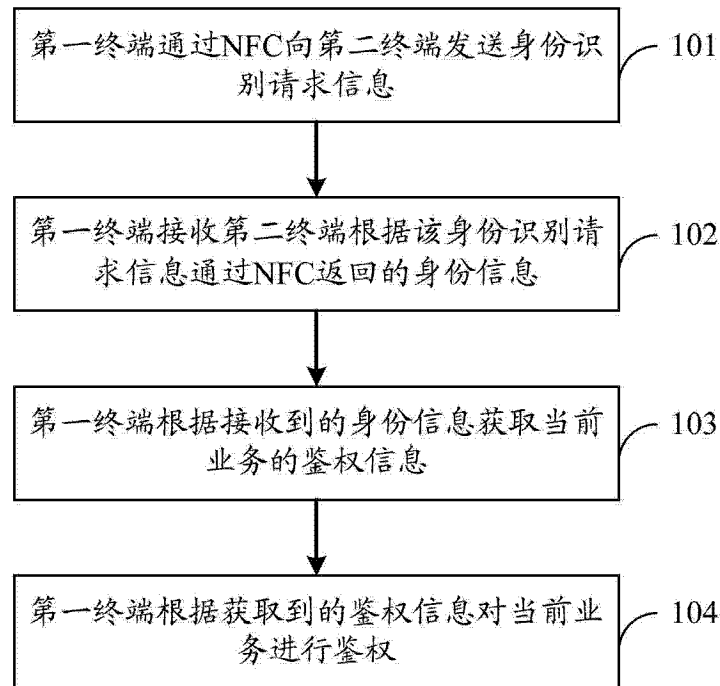 第一终端通过NFC向第二终端发送身份识
别请求信息
101
第一终端接收第二终端根据该身份识别请
求信息通过NFC返回的身份信息
102
第一终端根据接收到的身份信息获取当前
业务的鉴权信息
103
第一终端根据获取到的鉴权信息对当前业
务进行鉴权
104